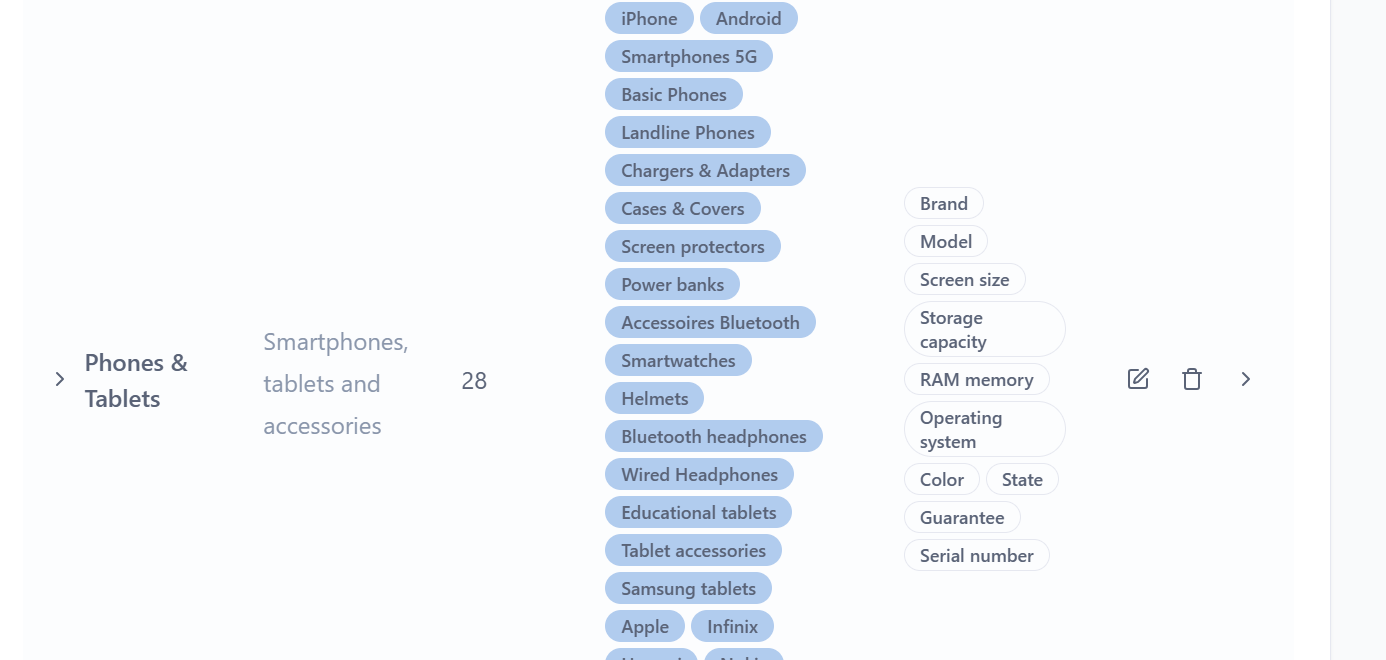 iPhone Android
Smartphones 5G
Basic Phones
Landline Phones
Chargers & Adapters
Cases & Covers
Screen protectors
Power banks
Accessoires Bluetooth
Smartwatches
Helmets
Bluetooth headphones
Wired Headphones
Educational tablets
Tablet accessories
Samsung tablets
Apple Infinix
Phones &
Tablets
Smartphones,
tablets and
accessories
28
Brand
Model
Screen size
Storage
capacity
RAM memory
Operating
system
Color State
Guarantee
Serial number